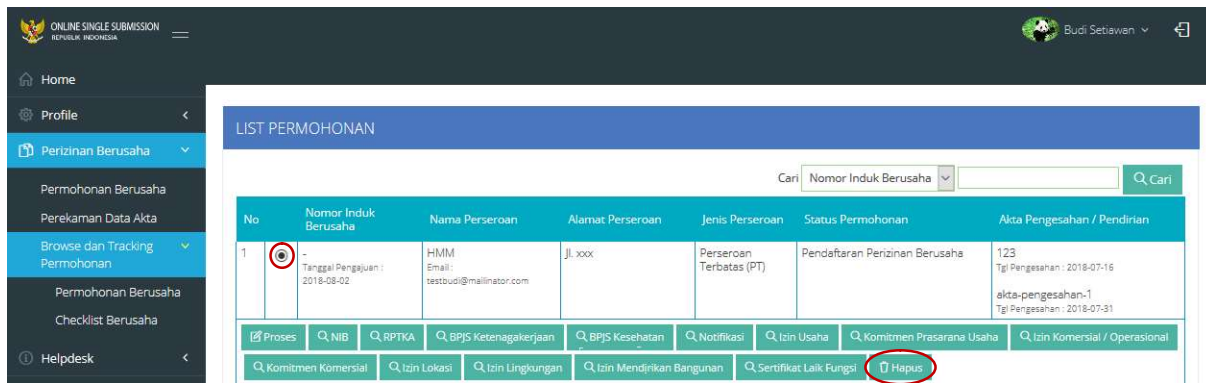 ONLINE SINGLE SUBMISSION
REPUBLIK INDONESIA
Budi Setiawan
Home
Profile
Perizinan Berusaha
Permohonan Berusaha
Perekaman Data Akta
Browse dan Tracking
Permohonan
Permohonan Berusaha
Checklist Berusaha
Helpdesk
LIST PERMOHONAN
Cari Nomor Induk Berusaha Cari
No Nomor Induk Berusaha Nama Perseroan Alamat Perseroan Jenis Perseroan Status Permohonan Akta Pengesahan / Pendirian
1 - HMM Jl. xxx Perseroan Pendaftaran Perizinan Berusaha 123
Tanggal Pengajuan : Email : Terbatas (PT) Tgl Pengesahan : 2018-07-16
2018-08-02 testbudi@mailinator.com
akta-pengesahan-1
Tgl Pengesahan : 2018-07-31
Proses NIB RPTKA BPJS Ketenagakerjaan BPJS Kesehatan Notifikasi Izin Usaha Komitmen Prasarana Usaha Izin Komersial / Operasional
Komitmen Komersial Izin Lokasi Izin Lingkungan Izin Mendirikan Bangunan Sertifikat Laik Fungsi Hapus